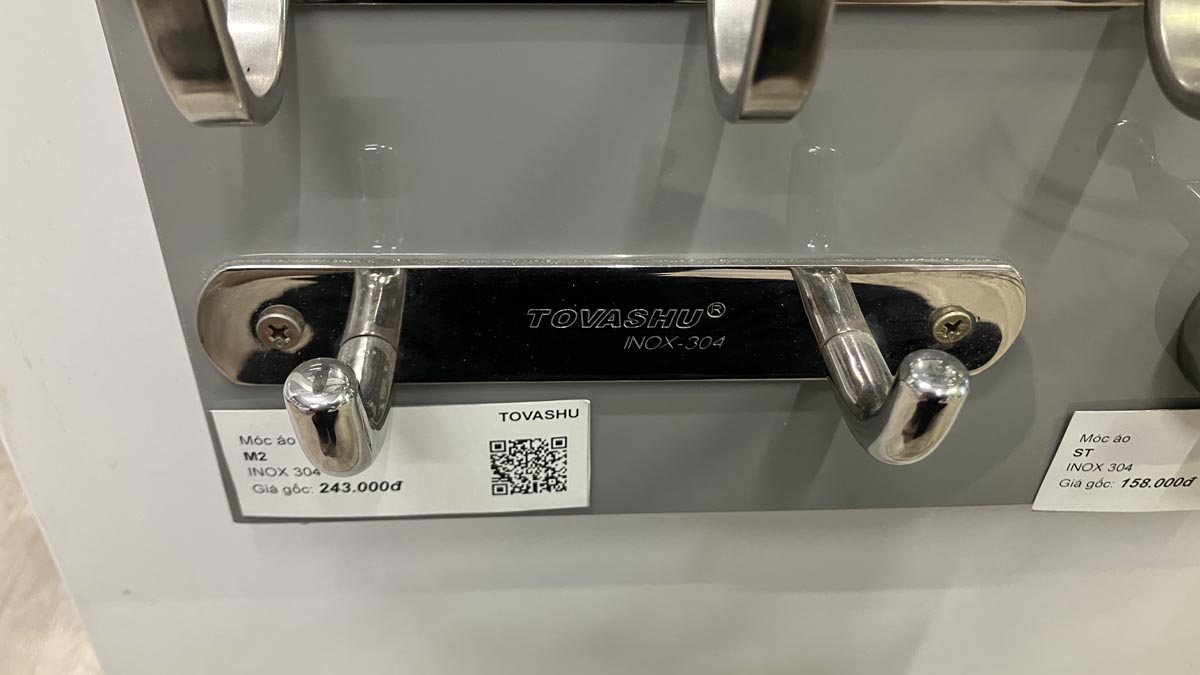 TOVASHU®
INOX-304
TOVASHU
Móc áo
M2
INOX 304
Giá gốc: 243.000đ
Móc áo
ST
INOX 304
Giá gốc: 158.000đ